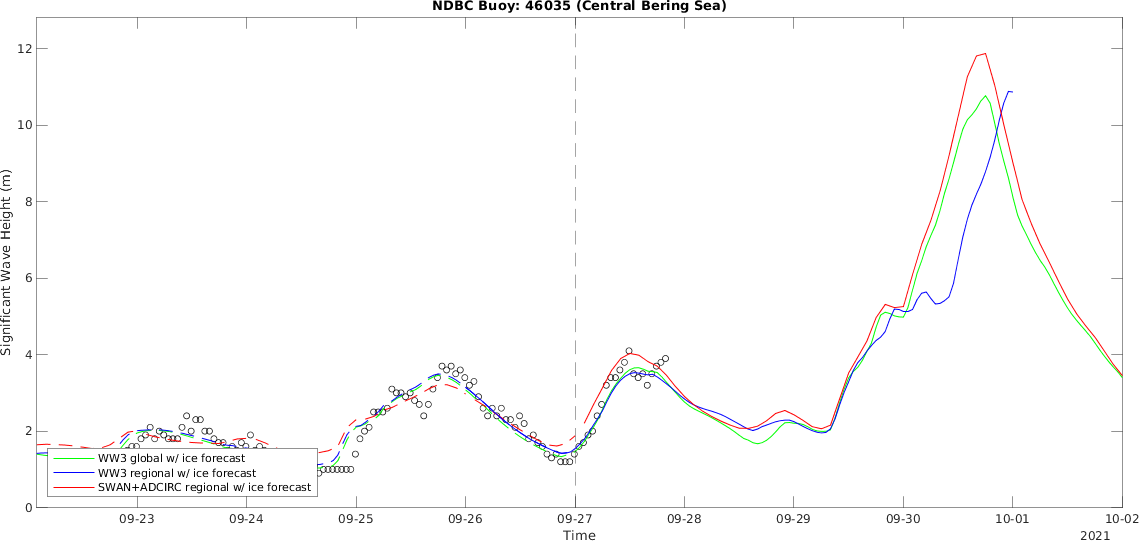 NDBC Buoy: 46035 (Central Bering Sea)
12
10
8
6
4
2
0
Significant Wave Height (m)
WW3 global w/ ice forecast
WW3 regional w/ ice forecast
SWAN+ADCIRC regional w/ ice forecast
09-23 09-24 09-25 09-26 09-27 09-28 09-29 09-30 10-01 10-02
Time
2021